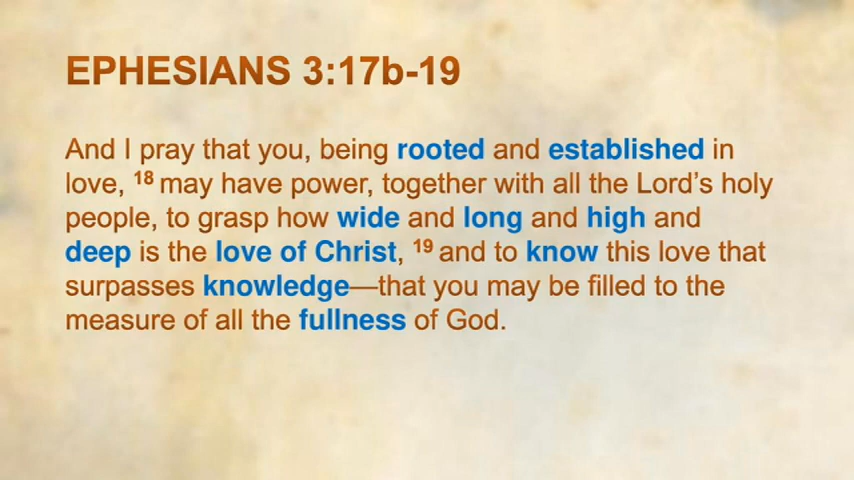 EPHESIANS 3:17b-19
And I pray that you, being rooted and established in
love, 18 may have power, together with all the Lord's holy
people, to grasp how wide and long and high and
deep is the love of Christ, 19 and to know this love that
surpasses knowledge—that you may be filled to the
measure of all the fullness of God.